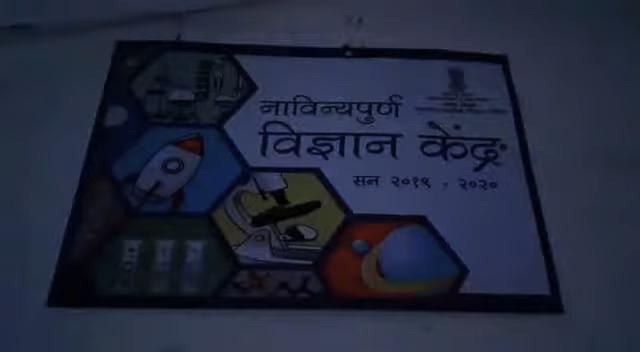 नाविन्यपुर्ण
विज्ञान केंद्र
सन २०१९ - २०२०